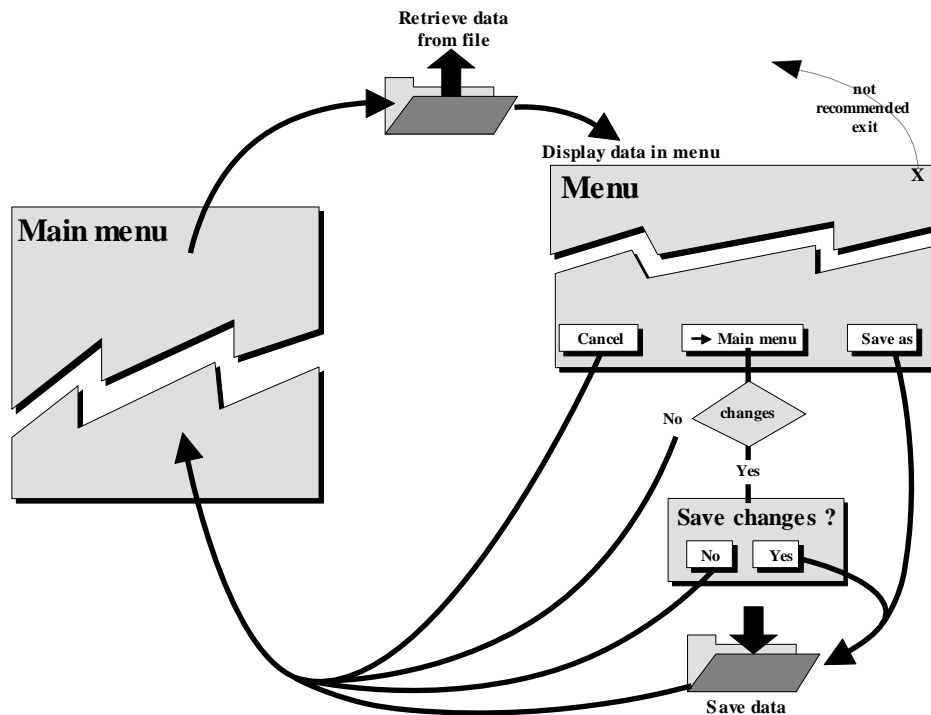 Retrieve data
from file
not
recommended
exit
Display data in menu
X
Menu
Main menu
Cancel
Main menu
Save as
changes
No
Yes
Save changes ?
No
Yes
Save data